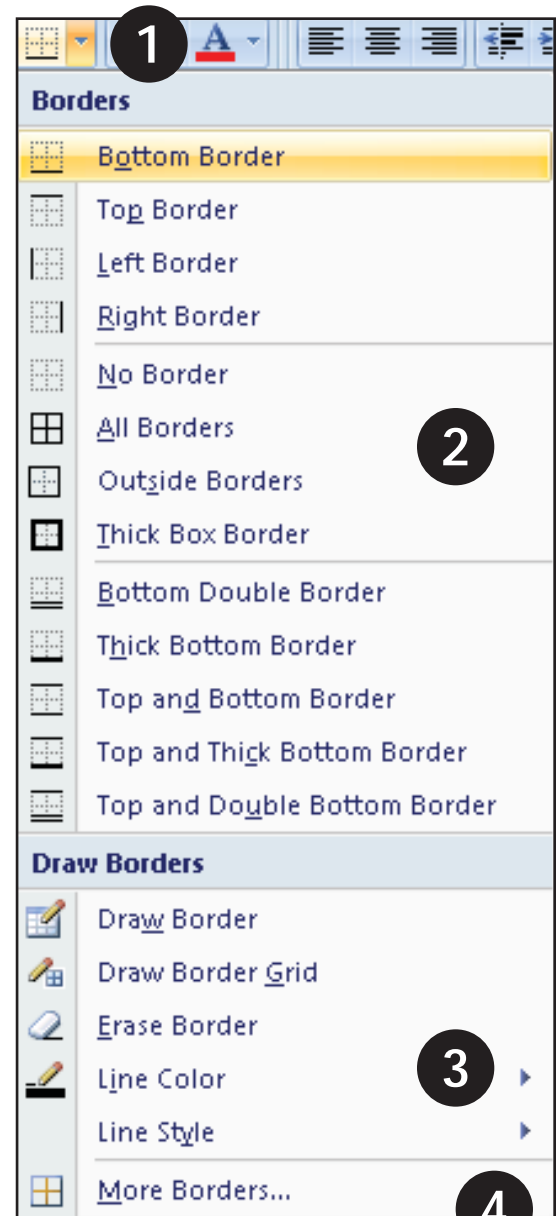 1 A
Borders
Bottom Border
Top Border
Left Border
Right Border
No Border
All Borders
2
Outside Borders
Thick Box Border
Bottom Double Border
Thick Bottom Border
Top and Bottom Border
Top and Thick Bottom Border
Top and Double Bottom Border
Draw Borders
Draw Border
Draw Border Grid
Erase Border
Line Color 3
Line Style
More Borders...
4